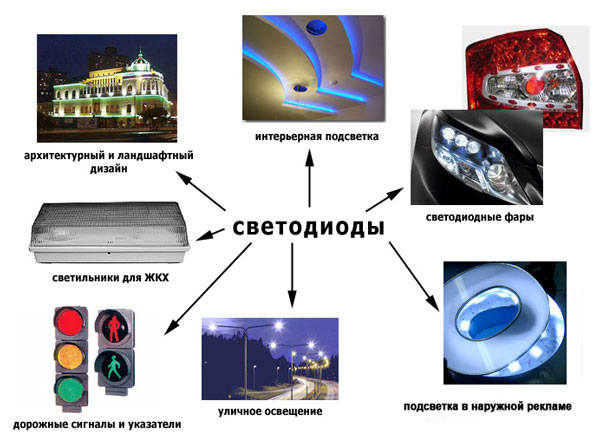 интерьерная подсветка
архитектурный и ландшафтный
дизайн
светодиодные фары
светодиоды
светильники для ЖКХ
дорожные сигналы и указатели
уличное освещение
подсветка в наружной рекламе